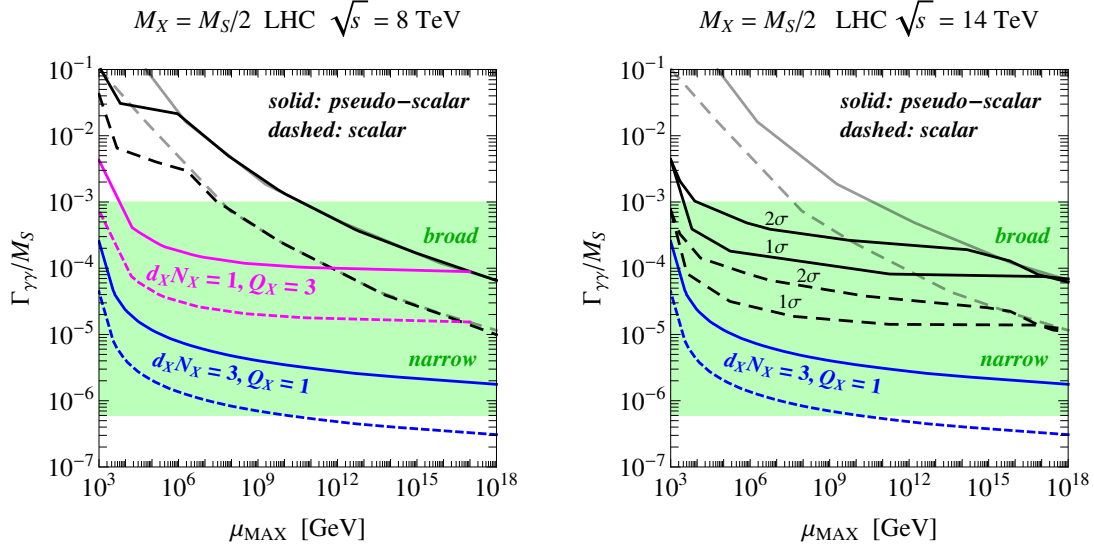 M_X = M_S/2 LHC √s = 8 TeV
10^-1
10^-2
10^-3
10^-4
10^-5
10^-6
10^-7
Γ_γγ/M_S
solid: pseudo-scalar
dashed: scalar
broad
d_X N_X = 1, Q_X = 3
narrow
d_X N_X = 3, Q_X = 1
10^3 10^6 10^9 10^12 10^15 10^18
μ_MAX [GeV]
M_X = M_S/2 LHC √s = 14 TeV
10^-1
10^-2
10^-3
10^-4
10^-5
10^-6
10^-7
Γ_γγ/M_S
solid: pseudo-scalar
dashed: scalar
2σ
broad
1σ
2σ
1σ
narrow
d_X N_X = 3, Q_X = 1
10^3 10^6 10^9 10^12 10^15 10^18
μ_MAX [GeV]